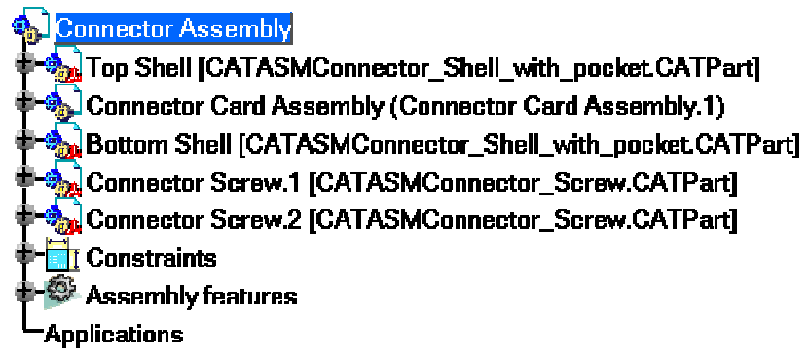 Connector Assembly
Top Shell [CATASMConnector_Shell_with_pocket.CATPart]
Connector Card Assembly (Connector Card Assembly.1)
Bottom Shell [CATASMConnector_Shell_with_pocket.CATPart]
Connector Screw.1 [CATASMConnector_Screw.CATPart]
Connector Screw.2 [CATASMConnector_Screw.CATPart]
Constraints
Assembly features
Applications